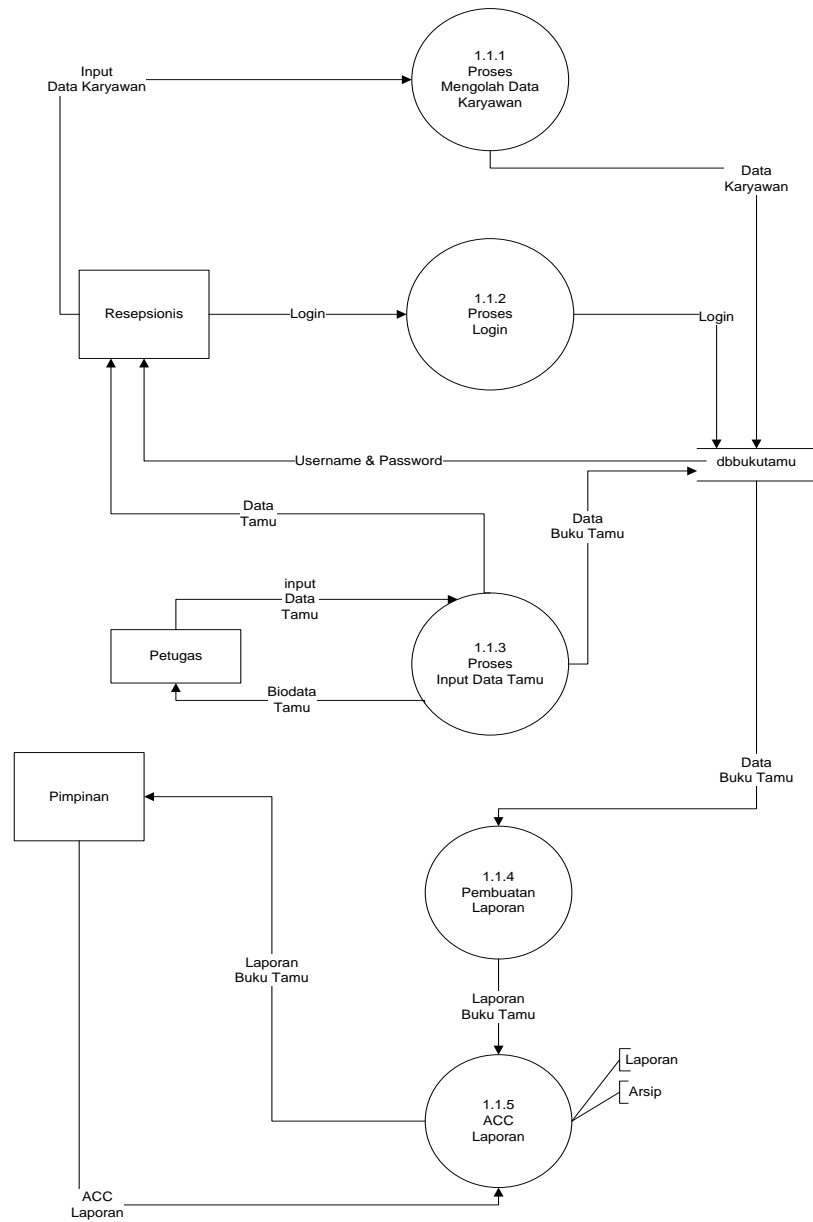 1.1.1
Proses
Mengolah Data
Karyawan
Input
Data Karyawan
Data
Karyawan
Resepsionis
Login
1.1.2
Proses
Login
Login
Username & Password
dbbukutamu
Data
Tamu
Data
Buku Tamu
input
Data
Tamu
Petugas
1.1.3
Proses
Input Data Tamu
Biodata
Tamu
Pimpinan
Data
Buku Tamu
1.1.4
Pembuatan
Laporan
Laporan
Buku Tamu
Laporan
Buku Tamu
Laporan
Arsip
1.1.5
ACC
Laporan
ACC
Laporan